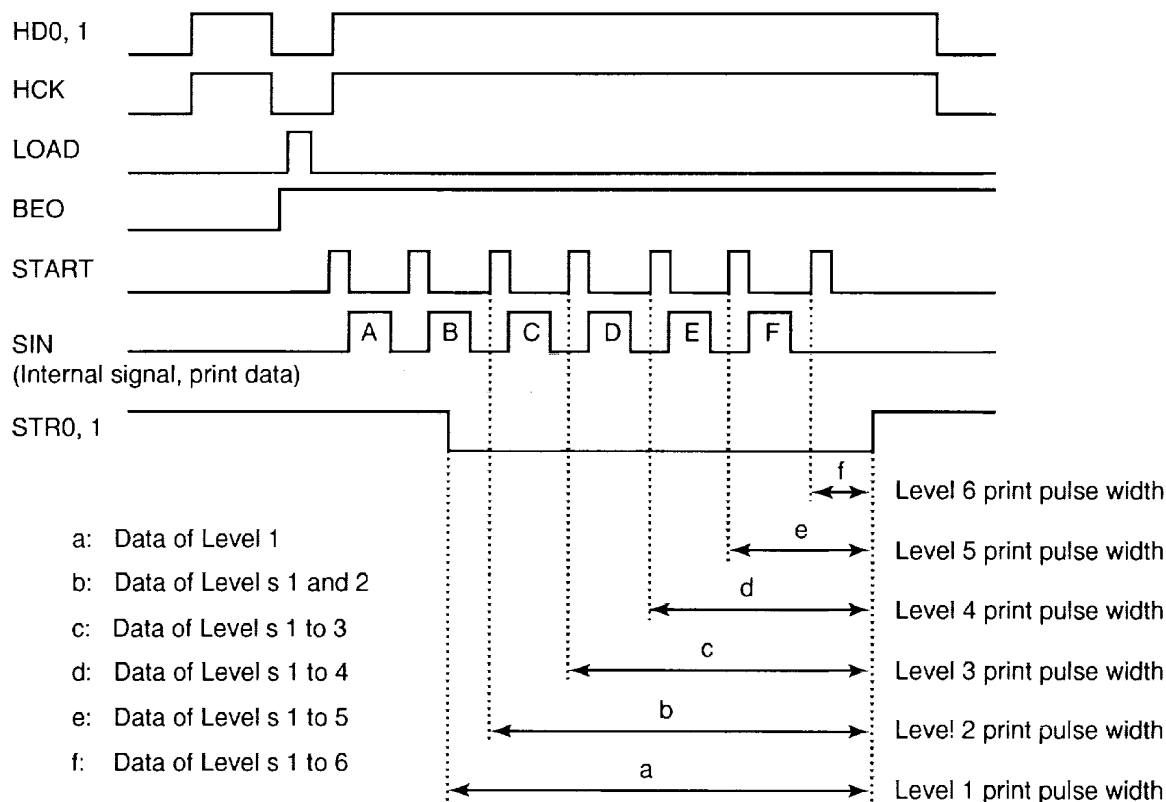 HD0, 1
HCK
LOAD
BEO
START
SIN
A B C D E F
(Internal signal, print data)
STR0, 1
f
Level 6 print pulse width
a: Data of Level 1
e
Level 5 print pulse width
b: Data of Level s 1 and 2
d
Level 4 print pulse width
c: Data of Level s 1 to 3
c
Level 3 print pulse width
d: Data of Level s 1 to 4
e: Data of Level s 1 to 5
b
Level 2 print pulse width
f: Data of Level s 1 to 6
a
Level 1 print pulse width